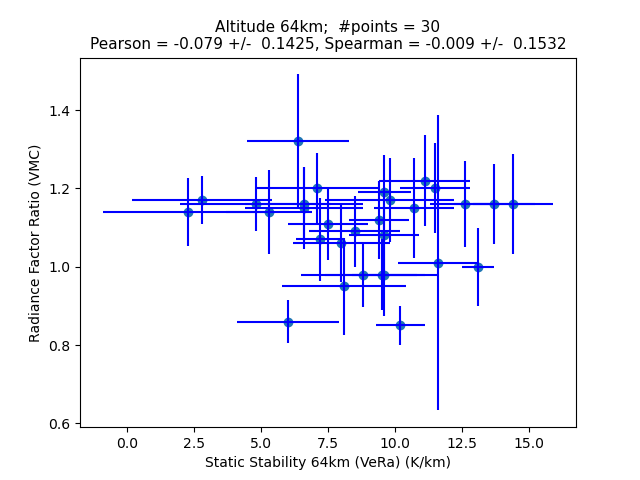 Altitude 64km;  #points = 30
Pearson = -0.079 +/-  0.1425, Spearman = -0.009 +/-  0.1532
Radiance Factor Ratio (VMC)
1.4
1.2
1.0
0.8
0.6
0.0 2.5 5.0 7.5 10.0 12.5 15.0
Static Stability 64km (VeRa) (K/km)